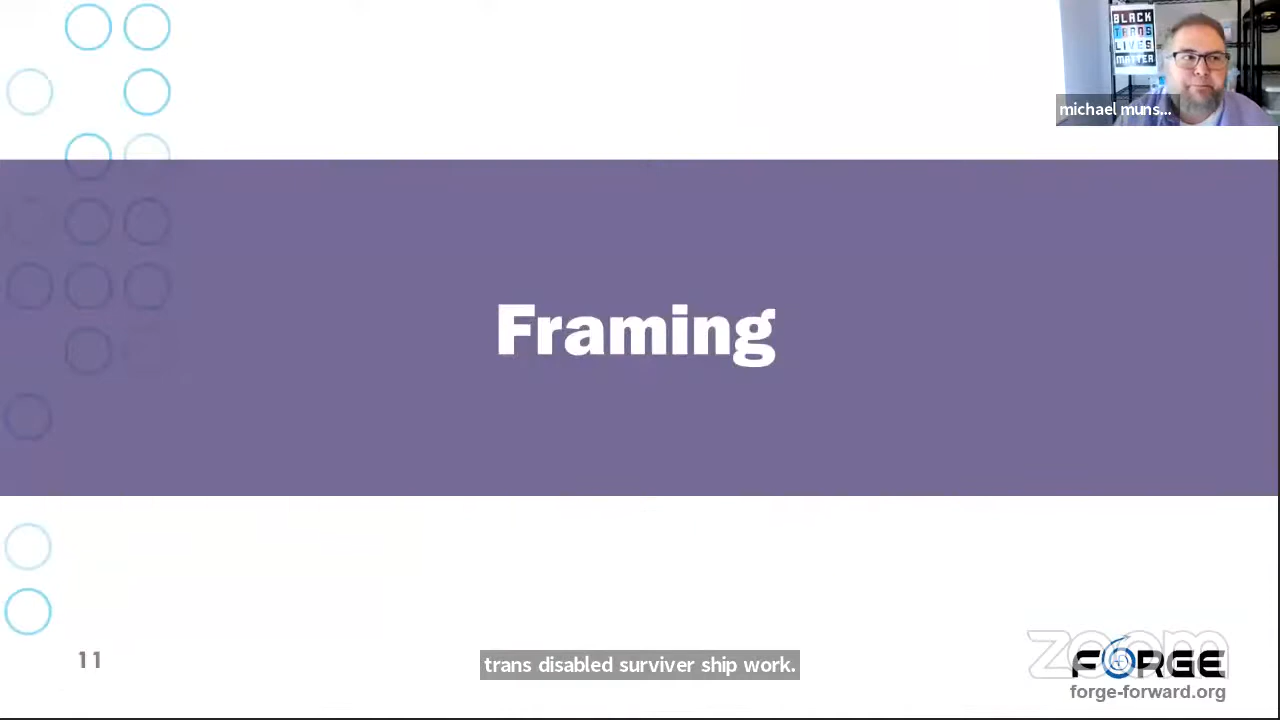 BLACK
TRANS
LIVES
MATTER
michael muns...
Framing
11
trans disabled surviver ship work.
zoom
FORGE
forge-forward.org